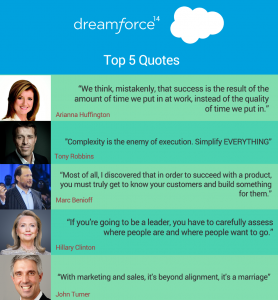 dreamforce14
Top 5 Quotes
“We think, mistakenly, that success is the result of the
amount of time we put in at work, instead of the quality
of time we put in.”
Arianna Huffington
“Complexity is the enemy of execution. Simplify EVERYTHING”
Tony Robbins
“Most of all, I discovered that in order to succeed with a product,
you must truly get to know your customers and build something
for them.”
Marc Benioff
“If you're going to be a leader, you have to carefully assess
where people are and where people want to go.”
Hillary Clinton
“With marketing and sales, it's beyond alignment, it's a marriage”
John Turner